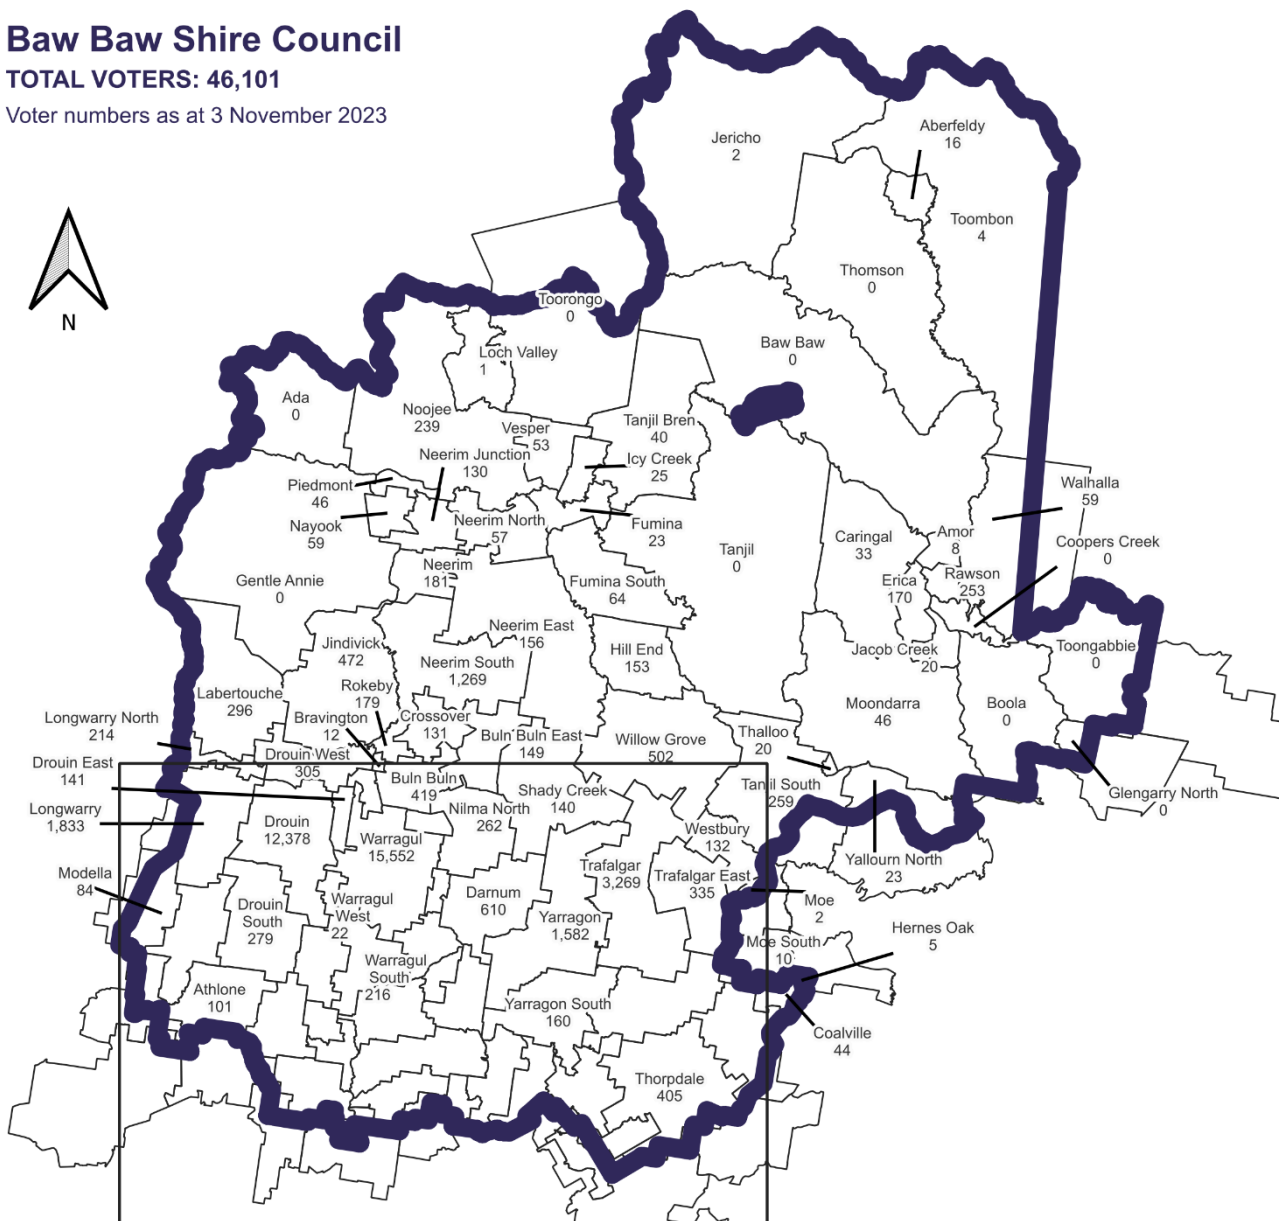 Baw Baw Shire Council
TOTAL VOTERS: 46,101
Voter numbers as at 3 November 2023
N
Jericho
2
Aberfeldy
16
Toombon
4
Thomson
0
Toorongo
0
Baw Baw
0
Loch Valley
1
Ada
0
Noojee
239
Vesper
53
Tanjil Bren
40
Neerim Junction
130
Icy Creek
25
Piedmont
46
Walhalla
59
Nayook
59
Neerim North
57
Fumina
23
Tanjil
0
Caringal
33
Amor
8
Coopers Creek
0
Gentle Annie
0
Neerim
181
Fumina South
64
Erica
170
Rawson
253
Neerim East
156
Jindivick
472
Neerim South
1,269
Hill End
153
Jacob Creek
20
Toongabbie
0
Labertouche
296
Rokeby
179
Moondarra
46
Boola
0
Longwarry North
214
Bravington
12
Crossover
131
Buln Buln East
149
Willow Grove
502
Thalloo
20
Drouin East
141
Drouin West
305
Buln Buln
419
Shady Creek
140
Tanjil South
259
Glengarry North
0
Longwarry
1,833
Drouin
12,378
Warragul
15,552
Nilma North
262
Westbury
132
Yallourn North
23
Modella
84
Trafalgar
3,269
Trafalgar East
335
Drouin
South
279
Warragul
West
22
Darnum
610
Yarragon
1,582
Moe
2
Hernes Oak
5
Moe South
10
Warragul
South
216
Athlone
101
Yarragon South
160
Coalville
44
Thorpdale
405